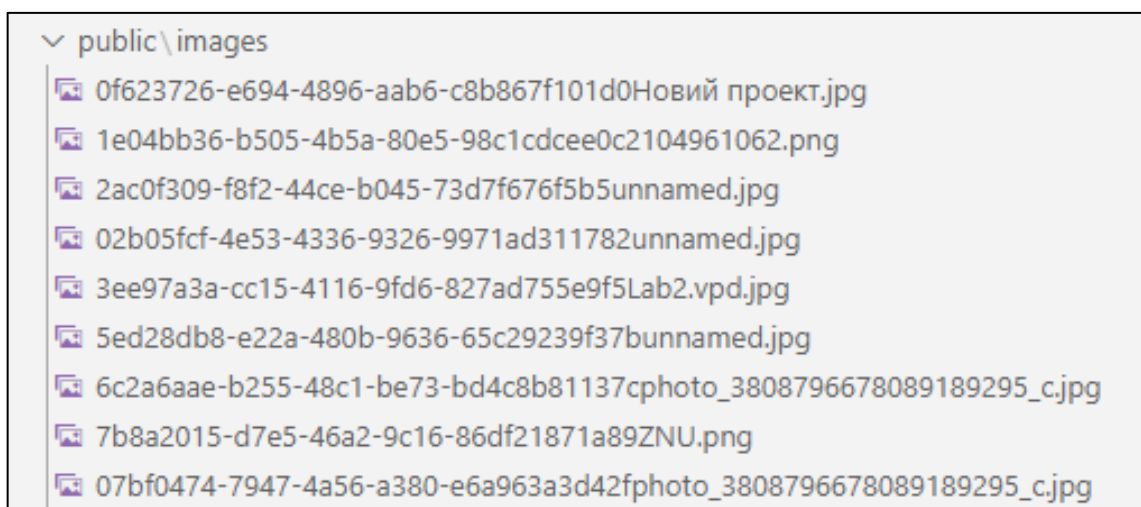 public\images
0f623726-e694-4896-aab6-c8b867f101d0Новий проект.jpg
1e04bb36-b505-4b5a-80e5-98c1cdcee0c2104961062.png
2ac0f309-f8f2-44ce-b045-73d7f676f5b5unnamed.jpg
02b05fcf-4e53-4336-9326-9971ad311782unnamed.jpg
3ee97a3a-cc15-4116-9fd6-827ad755e9f5Lab2.vpd.jpg
5ed28db8-e22a-480b-9636-65c29239f37bunnamed.jpg
6c2a6aae-b255-48c1-be73-bd4c8b81137cphoto_3808796678089189295_c.jpg
7b8a2015-d7e5-46a2-9c16-86df21871a89ZNU.png
07bf0474-7947-4a56-a380-e6a963a3d42fphoto_3808796678089189295_c.jpg